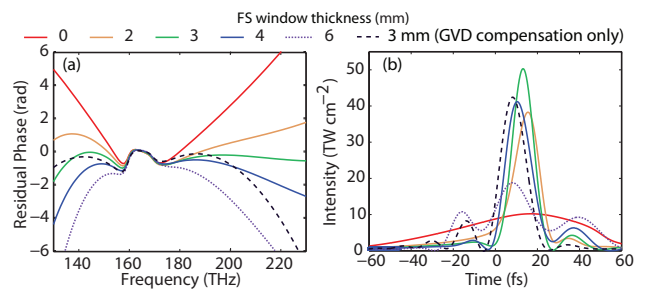 FS window thickness (mm)
0 2 3 4 6 3 mm (GVD compensation only)
(a)
Residual Phase (rad)
6
4
2
0
−2
−4
−6
140 160 180 200 220
Frequency (THz)
(b)
Intensity (TW cm−2)
50
40
30
20
10
0
−60 −40 −20 0 20 40 60
Time (fs)